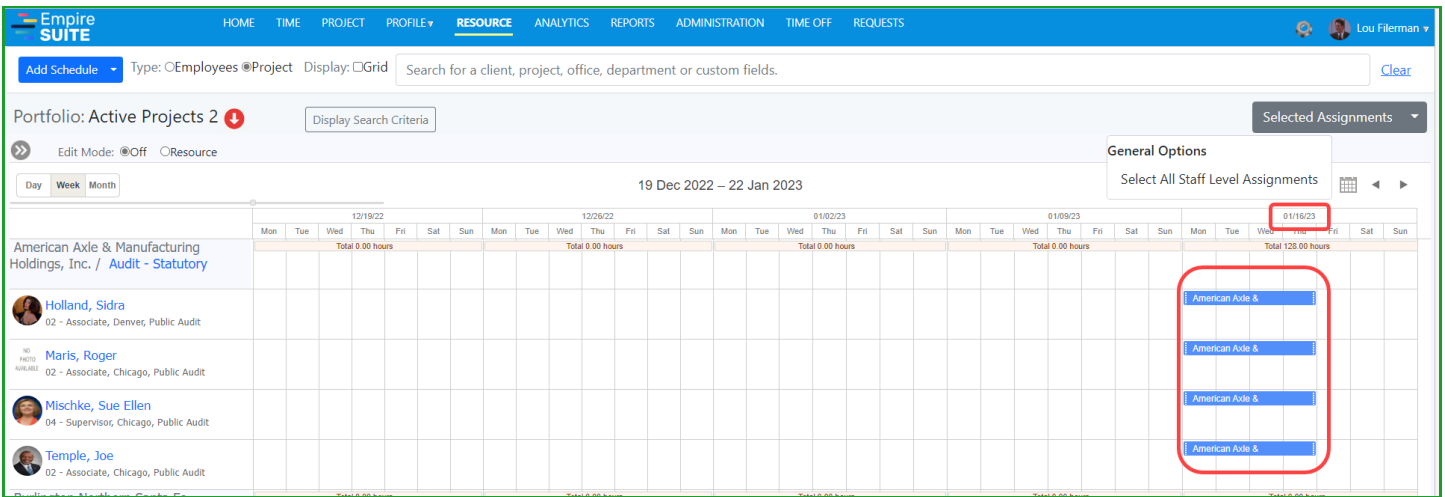 Empire SUITE
HOME TIME PROJECT PROFILE▾ RESOURCE ANALYTICS REPORTS ADMINISTRATION TIME OFF REQUESTS
Lou Filerman ▾
Add Schedule Type: Employees Project Display: Grid Search for a client, project, office, department or custom fields. Clear
Portfolio: Active Projects 2 Display Search Criteria Selected Assignments
General Options
Edit Mode: Off Resource
Select All Staff Level Assignments
Day Week Month 19 Dec 2022 – 22 Jan 2023
12/19/22 12/26/22 01/02/23 01/09/23 01/16/23
Mon Tue Wed Thu Fri Sat Sun Mon Tue Wed Thu Fri Sat Sun Mon Tue Wed Thu Fri Sat Sun Mon Tue Wed Thu Fri Sat Sun Mon Tue Wed Thu Fri Sat Sun
Total 0.00 hours Total 0.00 hours Total 0.00 hours Total 0.00 hours Total 128.00 hours
American Axle & Manufacturing
Holdings, Inc. / Audit - Statutory
Holland, Sidra American Axle &
02 - Associate, Denver, Public Audit
NO PHOTO AVAILABLE
Maris, Roger American Axle &
02 - Associate, Chicago, Public Audit
Mischke, Sue Ellen American Axle &
04 - Supervisor, Chicago, Public Audit
Temple, Joe American Axle &
02 - Associate, Chicago, Public Audit